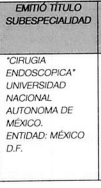 EMITIÓ TÍTULO
SUBESPECIALIDAD
"CIRUGIA
ENDOSCOPICA"
UNIVERSIDAD
NACIONAL
AUTONOMA DE
MÉXICO.
ENTIDAD: MÉXICO
D.F.